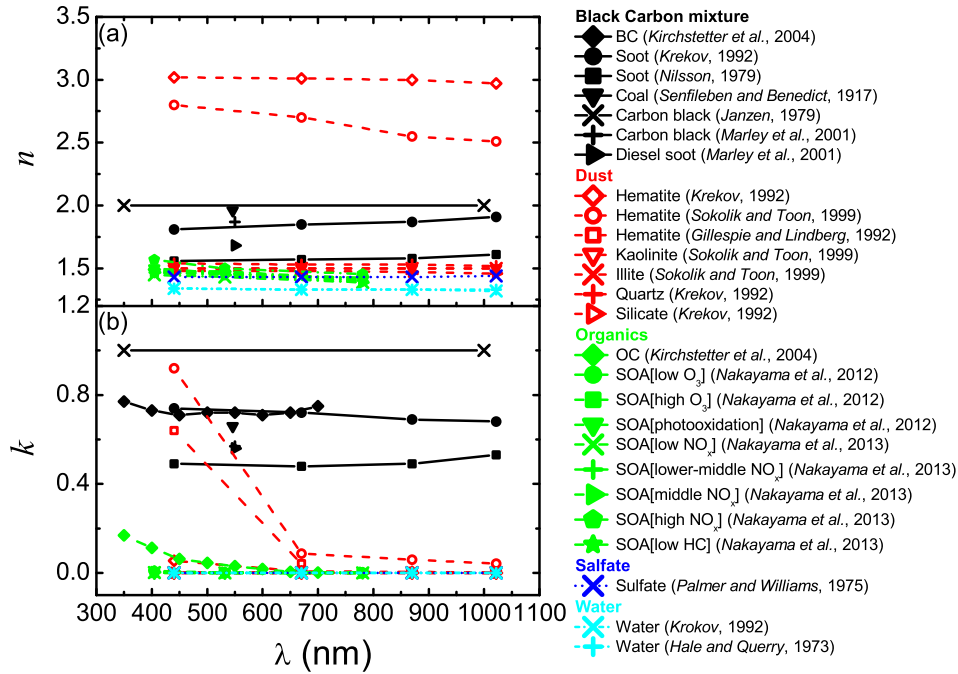 (a)
3.5
3.0
2.5
2.0
1.5
1.2
n
(b)
0.8
0.4
0.0
k
300 400 500 600 700 800 900 1000 1100
λ (nm)
Black Carbon mixture
BC (Kirchstetter et al., 2004)
Soot (Krekov, 1992)
Soot (Nilsson, 1979)
Coal (Senfileben and Benedict, 1917)
Carbon black (Janzen, 1979)
Carbon black (Marley et al., 2001)
Diesel soot (Marley et al., 2001)
Dust
Hematite (Krekov, 1992)
Hematite (Sokolik and Toon, 1999)
Hematite (Gillespie and Lindberg, 1992)
Kaolinite (Sokolik and Toon, 1999)
Illite (Sokolik and Toon, 1999)
Quartz (Krekov, 1992)
Silicate (Krekov, 1992)
Organics
OC (Kirchstetter et al., 2004)
SOA[low O₃] (Nakayama et al., 2012)
SOA[high O₃] (Nakayama et al., 2012)
SOA[photooxidation] (Nakayama et al., 2012)
SOA[low NOₓ] (Nakayama et al., 2013)
SOA[lower-middle NOₓ] (Nakayama et al., 2013)
SOA[middle NOₓ] (Nakayama et al., 2013)
SOA[high NOₓ] (Nakayama et al., 2013)
SOA[low HC] (Nakayama et al., 2013)
Salfate
Sulfate (Palmer and Williams, 1975)
Water
Water (Krokov, 1992)
Water (Hale and Querry, 1973)